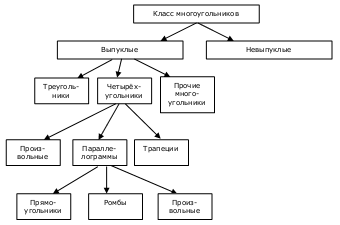 Класс многоугольников
Выпуклые
Невыпуклые
Треуголь-
ники
Четырёх-
угольники
Прочие
много-
угольники
Произ-
вольные
Паралле-
лограммы
Трапеции
Прямо-
угольники
Ромбы
Произ-
вольные